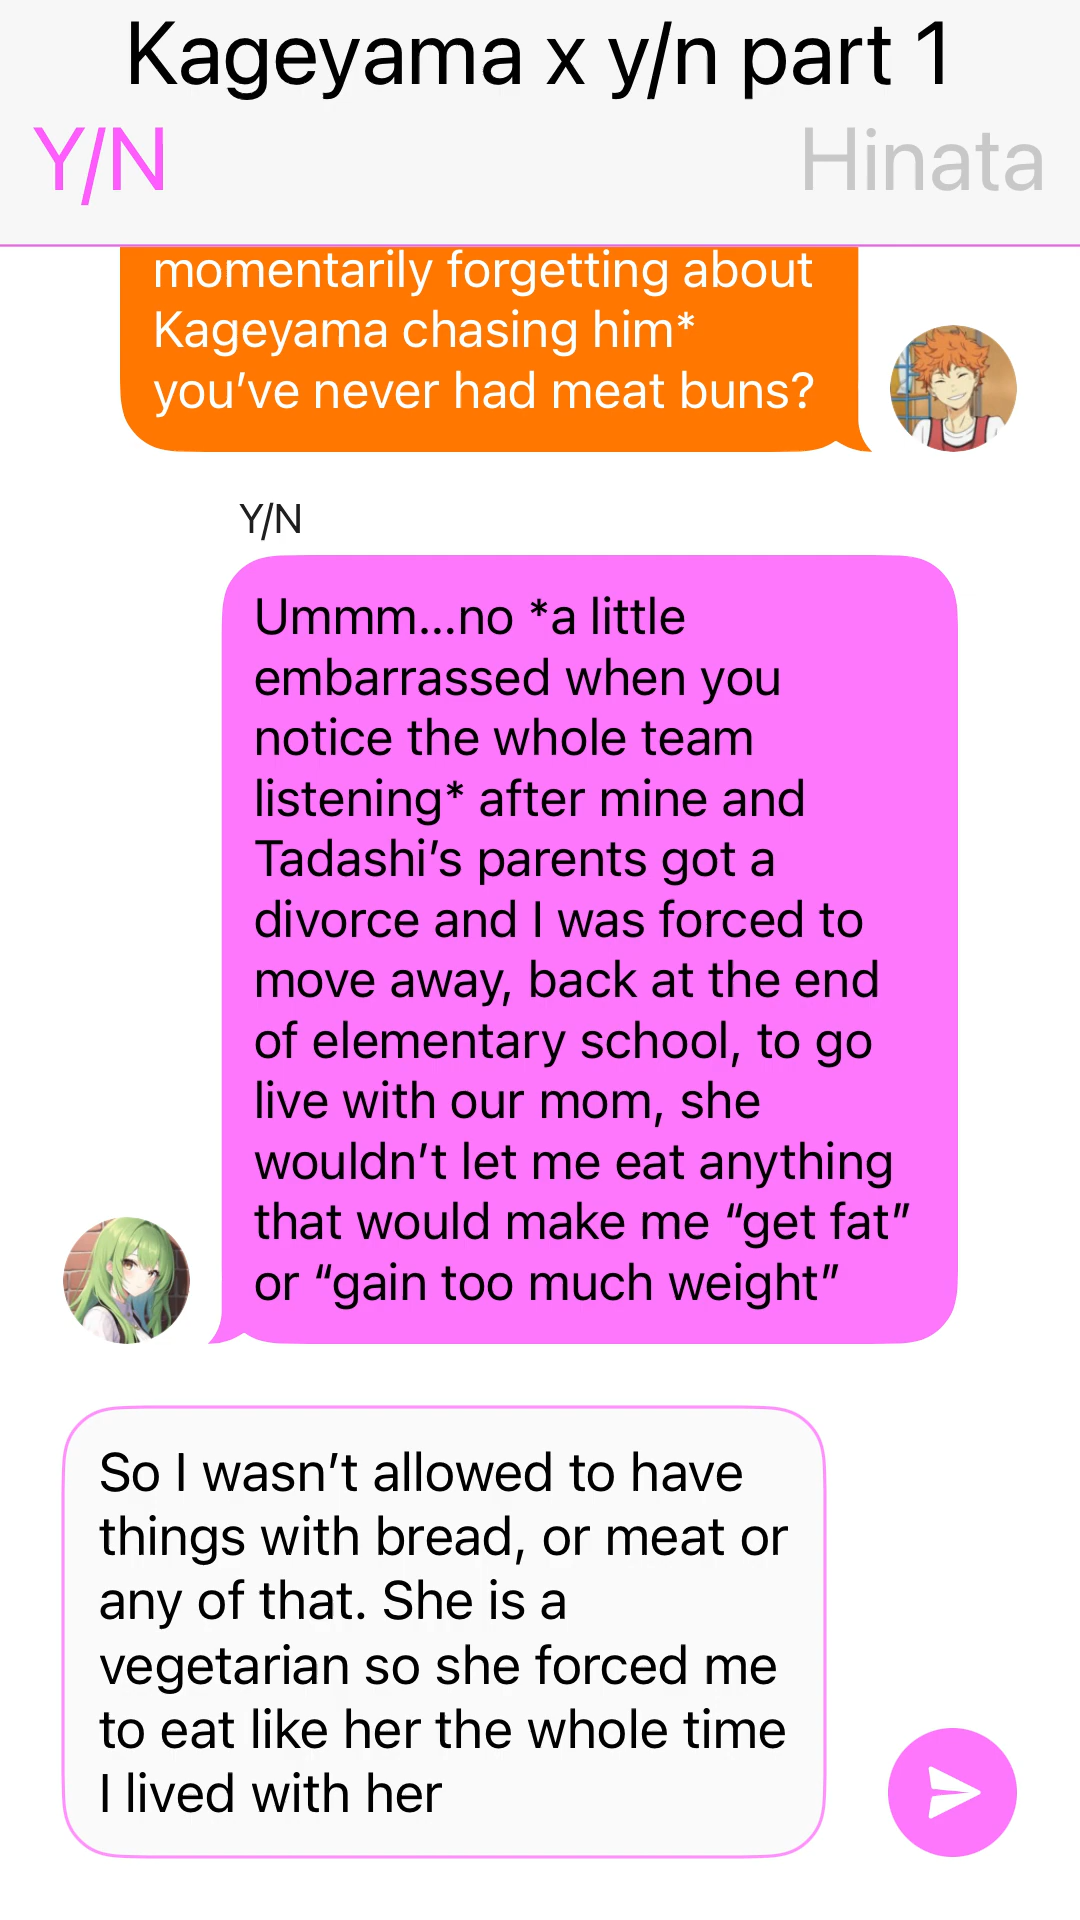 Kageyama x y/n part 1
Y/N
Hinata
momentarily forgetting about
Kageyama chasing him*
you’ve never had meat buns?
Y/N
Ummm...no *a little
embarrassed when you
notice the whole team
listening* after mine and
Tadashi’s parents got a
divorce and I was forced to
move away, back at the end
of elementary school, to go
live with our mom, she
wouldn’t let me eat anything
that would make me “get fat”
or “gain too much weight”
So I wasn’t allowed to have
things with bread, or meat or
any of that. She is a
vegetarian so she forced me
to eat like her the whole time
I lived with her